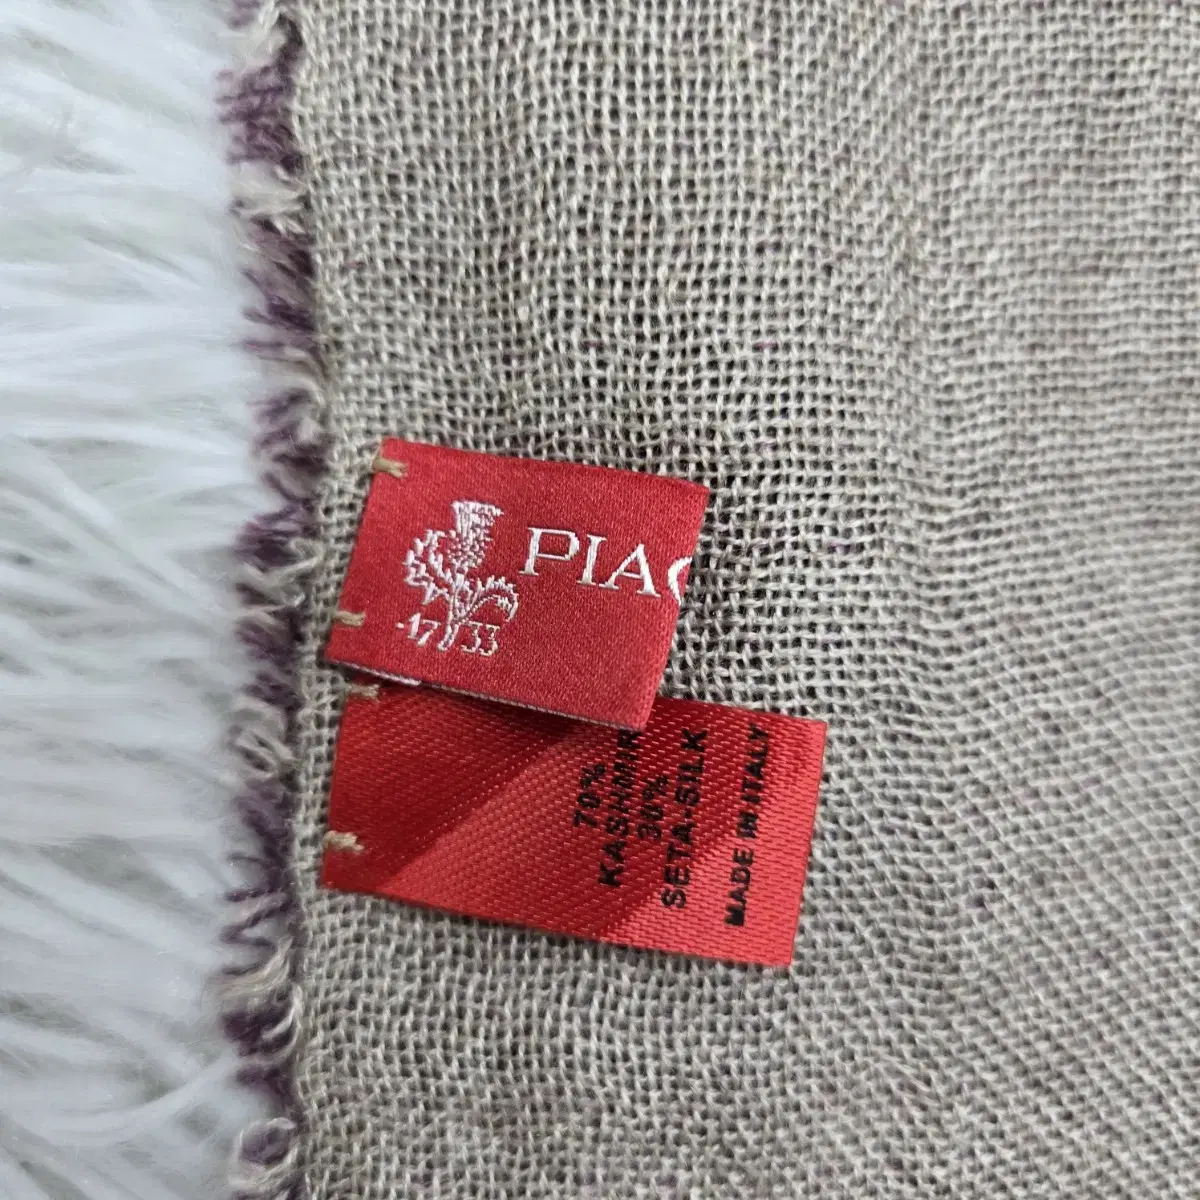 PIAC
1733
70%
KASHMIR
30%
SETA-SILK
MADE IN ITALY